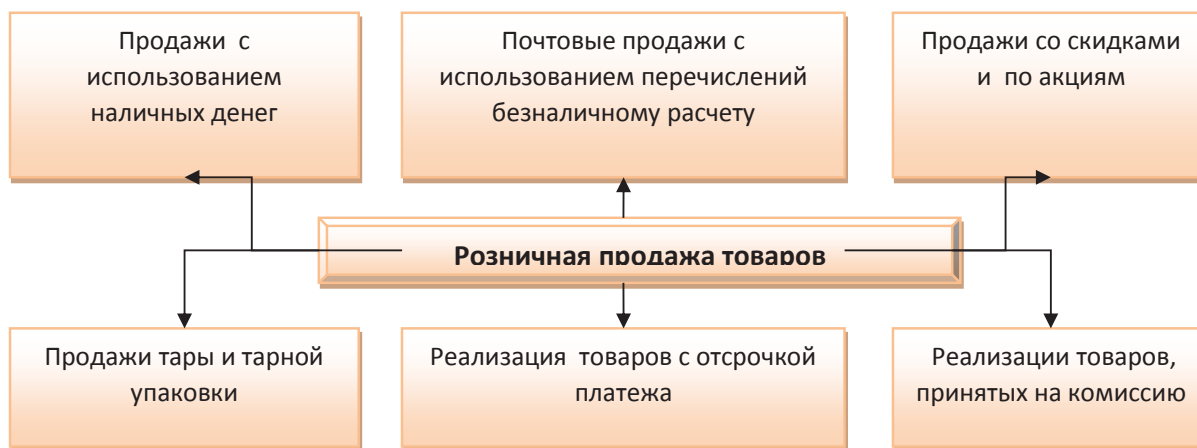 Продажи с
использованием
наличных денег
Почтовые продажи с
использованием перечислений
безналичному расчету
Продажи со скидками
и по акциям
Розничная продажа товаров
Продажи тары и тарной
упаковки
Реализация товаров с отсрочкой
платежа
Реализации товаров,
принятых на комиссию